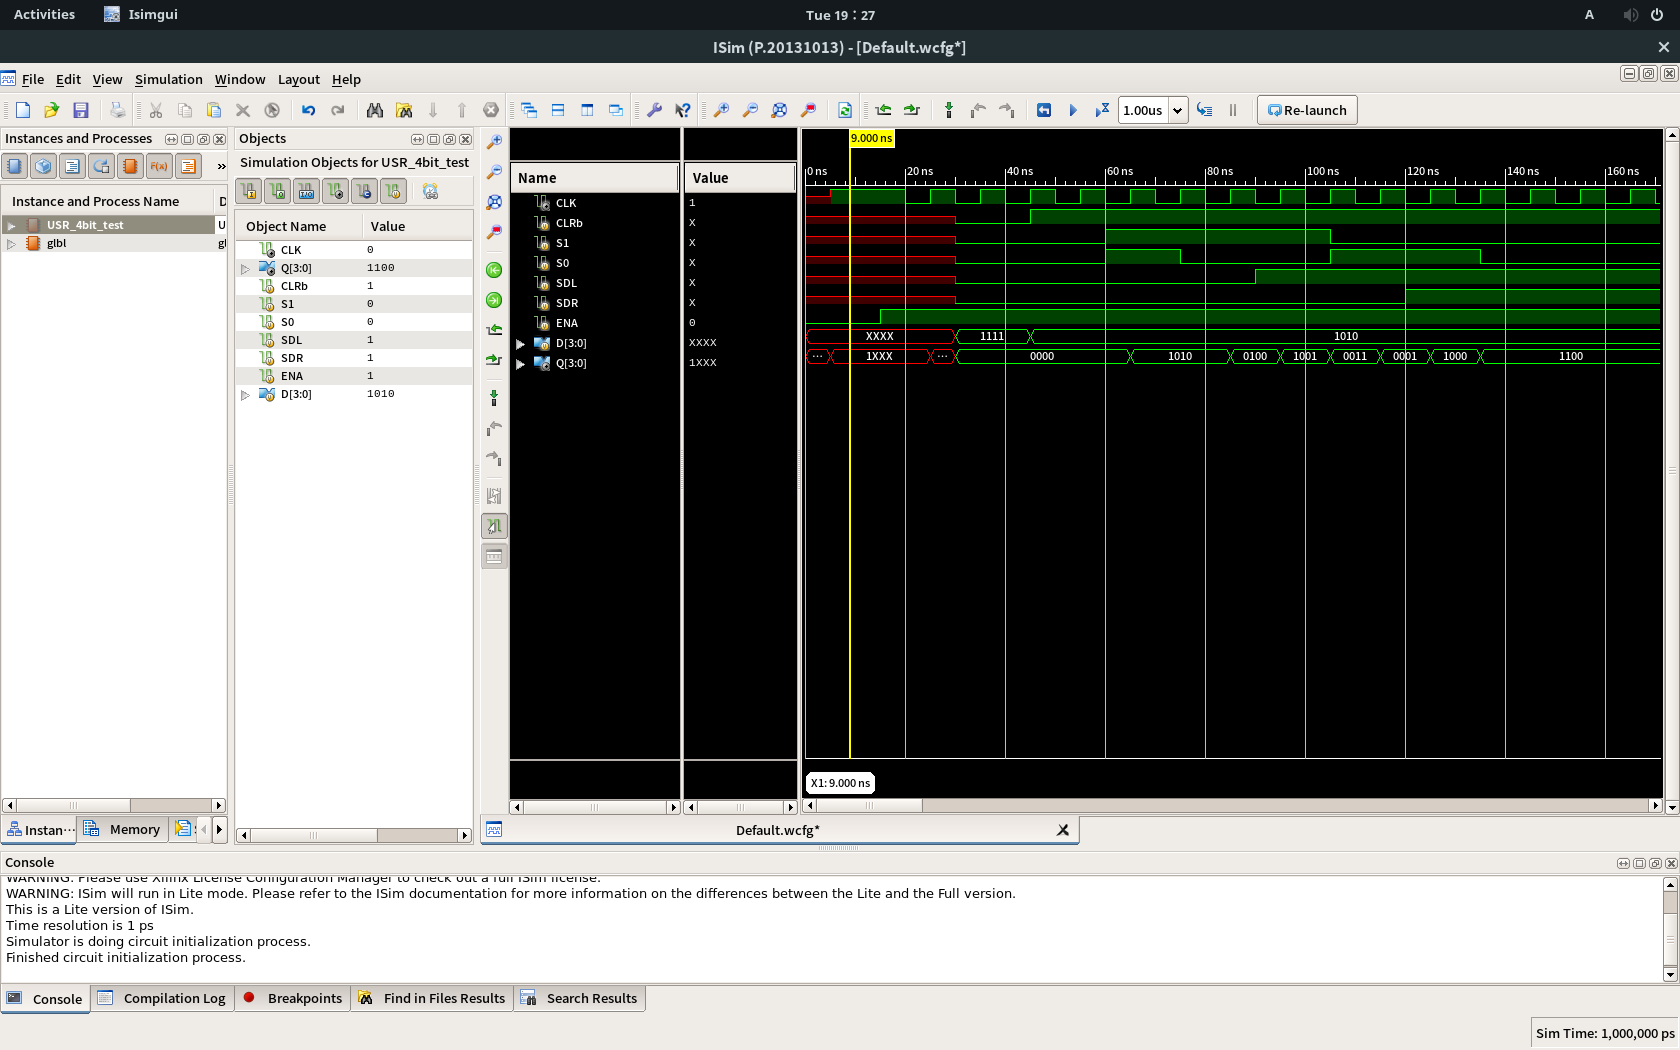 Activities
Isimgui
Tue 19:27
A
ISim (P.20131013) - [Default.wcfg*]
File Edit View Simulation Window Layout Help
1.00us
Re-launch
Instances and Processes
Objects
Simulation Objects for USR_4bit_test
Instance and Process Name
D
USR_4bit_test
U
glbl
gl
Object Name Value
CLK 0
Q[3:0] 1100
CLRb 1
S1 0
S0 0
SDL 1
SDR 1
ENA 1
D[3:0] 1010
Name Value
CLK 1
CLRb X
S1 X
S0 X
SDL X
SDR X
ENA 0
D[3:0] XXXX
Q[3:0] 1XXX
9.000 ns
0 ns 20 ns 40 ns 60 ns 80 ns 100 ns 120 ns 140 ns 160 ns
XXXX 1111 1010
... 1XXX ... 0000 1010 0100 1001 0011 0001 1000 1100
X1: 9.000 ns
Instan...
Memory
Default.wcfg*
Console
WARNING: Please use Xilinx License Configuration Manager to check out a full ISim license.
WARNING: ISim will run in Lite mode. Please refer to the ISim documentation for more information on the differences between the Lite and the Full version.
This is a Lite version of ISim.
Time resolution is 1 ps
Simulator is doing circuit initialization process.
Finished circuit initialization process.
Console
Compilation Log
Breakpoints
Find in Files Results
Search Results
Sim Time: 1,000,000 ps